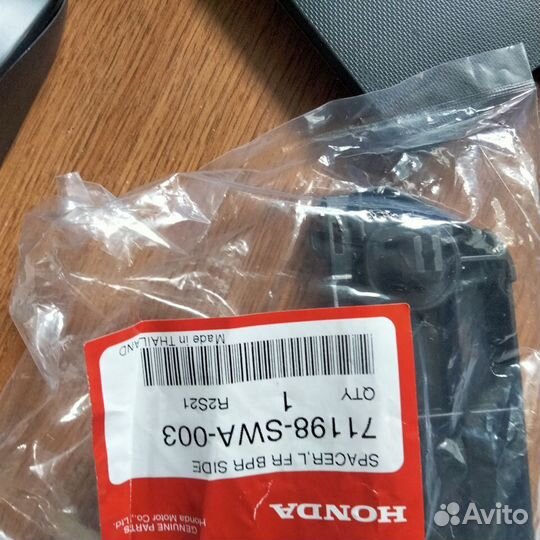 HONDA
GENUINE PARTS
Honda Motor Co., Ltd.
SPACER,L FR BPR SIDE
71198-SWA-003
QTY 1 R2S21
Made in THAILAND
Avito